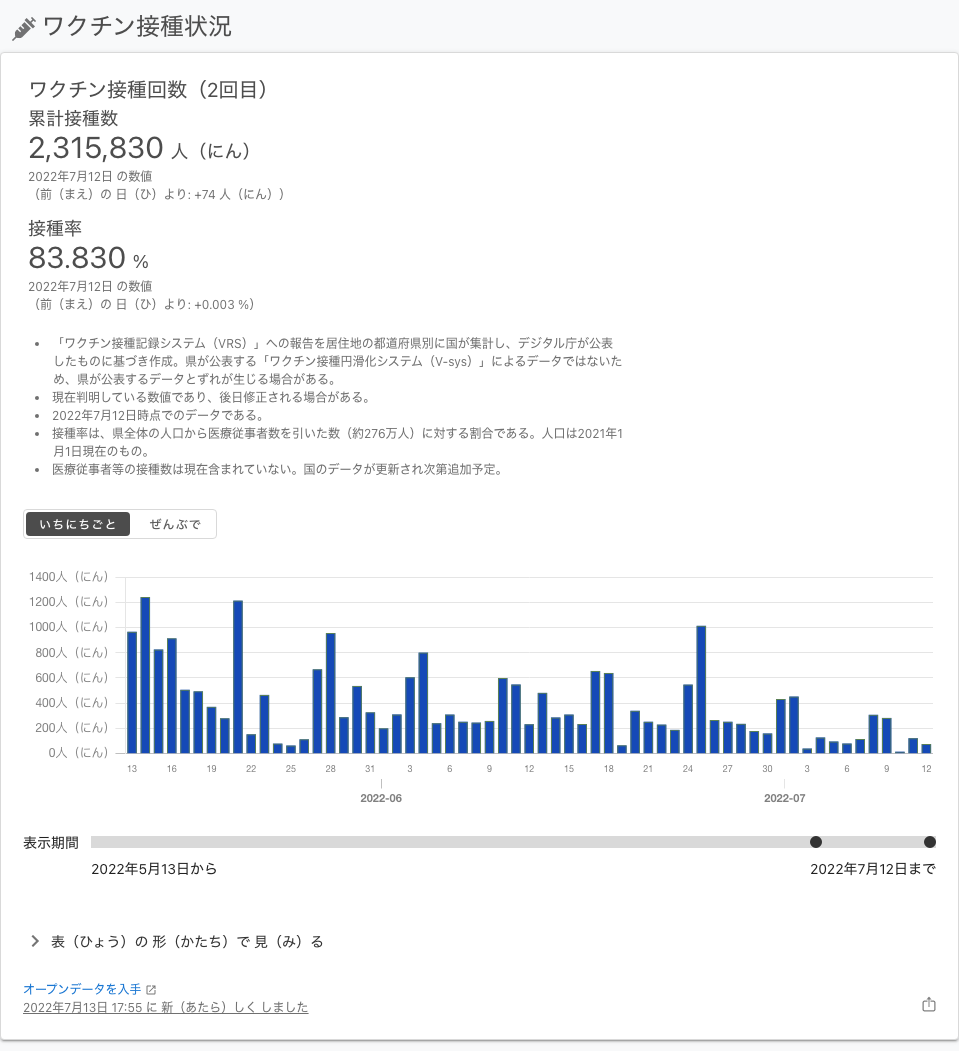 ワクチン接種状況
ワクチン接種回数（2回目）
累計接種数
2,315,830 人（にん）
2022年7月12日 の数値
（前（まえ）の 日（ひ）より: +74 人（にん））
接種率
83.830 %
2022年7月12日 の数値
（前（まえ）の 日（ひ）より: +0.003 %）
• 「ワクチン接種記録システム（VRS）」への報告を居住地の都道府県別に国が集計し、デジタル庁が公表
したものに基づき作成。県が公表する「ワクチン接種円滑化システム（V-sys）」によるデータではないた
め、県が公表するデータとずれが生じる場合がある。
• 現在判明している数値であり、後日修正される場合がある。
• 2022年7月12日時点でのデータである。
• 接種率は、県全体の人口から医療従事者数を引いた数（約276万人）に対する割合である。人口は2021年1
月1日現在のもの。
• 医療従事者等の接種数は現在含まれていない。国のデータが更新され次第追加予定。
いちにちごと ぜんぶで
1400人（にん）
1200人（にん）
1000人（にん）
800人（にん）
600人（にん）
400人（にん）
200人（にん）
0人（にん）
13 16 19 22 25 28 31 3 6 9 12 15 18 21 24 27 30 3 6 9 12
2022-06 2022-07
表示期間
2022年5月13日から 2022年7月12日まで
表（ひょう）の 形（かたち）で 見（み）る
オープンデータを入手
2022年7月13日 17:55 に 新（あたら）しく しました